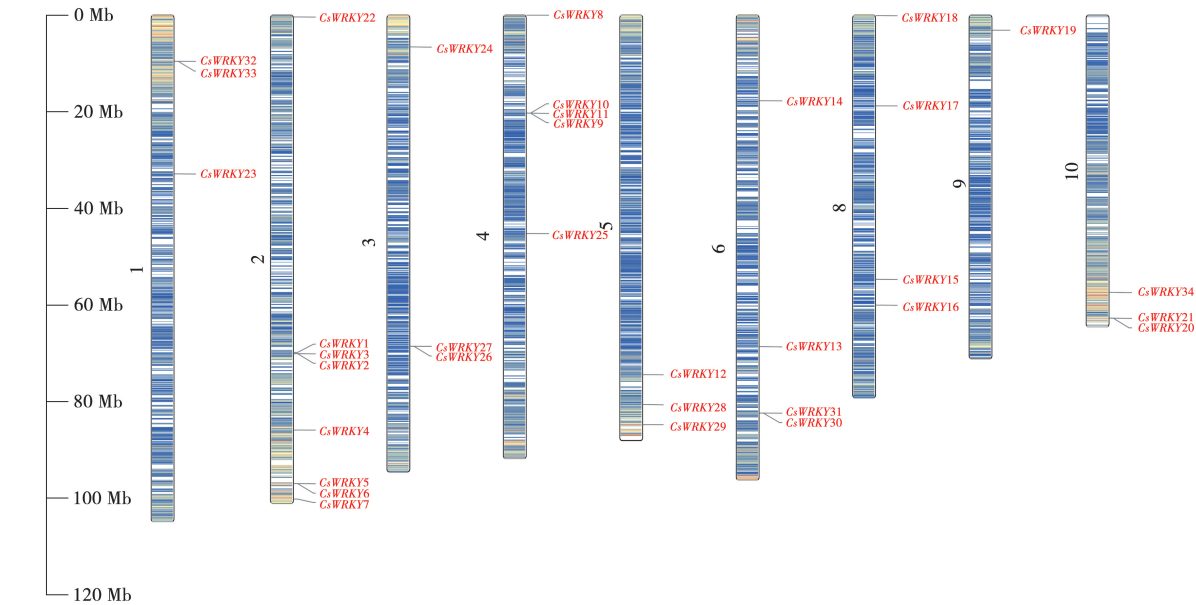 0 Mb
20 Mb
40 Mb
60 Mb
80 Mb
100 Mb
120 Mb
1
CsWRKY32
CsWRKY33
CsWRKY23
2
CsWRKY22
CsWRKY1
CsWRKY3
CsWRKY2
CsWRKY4
CsWRKY5
CsWRKY6
CsWRKY7
3
CsWRKY24
CsWRKY27
CsWRKY26
4
CsWRKY8
CsWRKY10
CsWRKY11
CsWRKY9
CsWRKY25
5
CsWRKY12
CsWRKY28
CsWRKY29
6
CsWRKY14
CsWRKY13
CsWRKY31
CsWRKY30
8
CsWRKY18
CsWRKY17
CsWRKY15
CsWRKY16
9
CsWRKY19
10
CsWRKY34
CsWRKY21
CsWRKY20